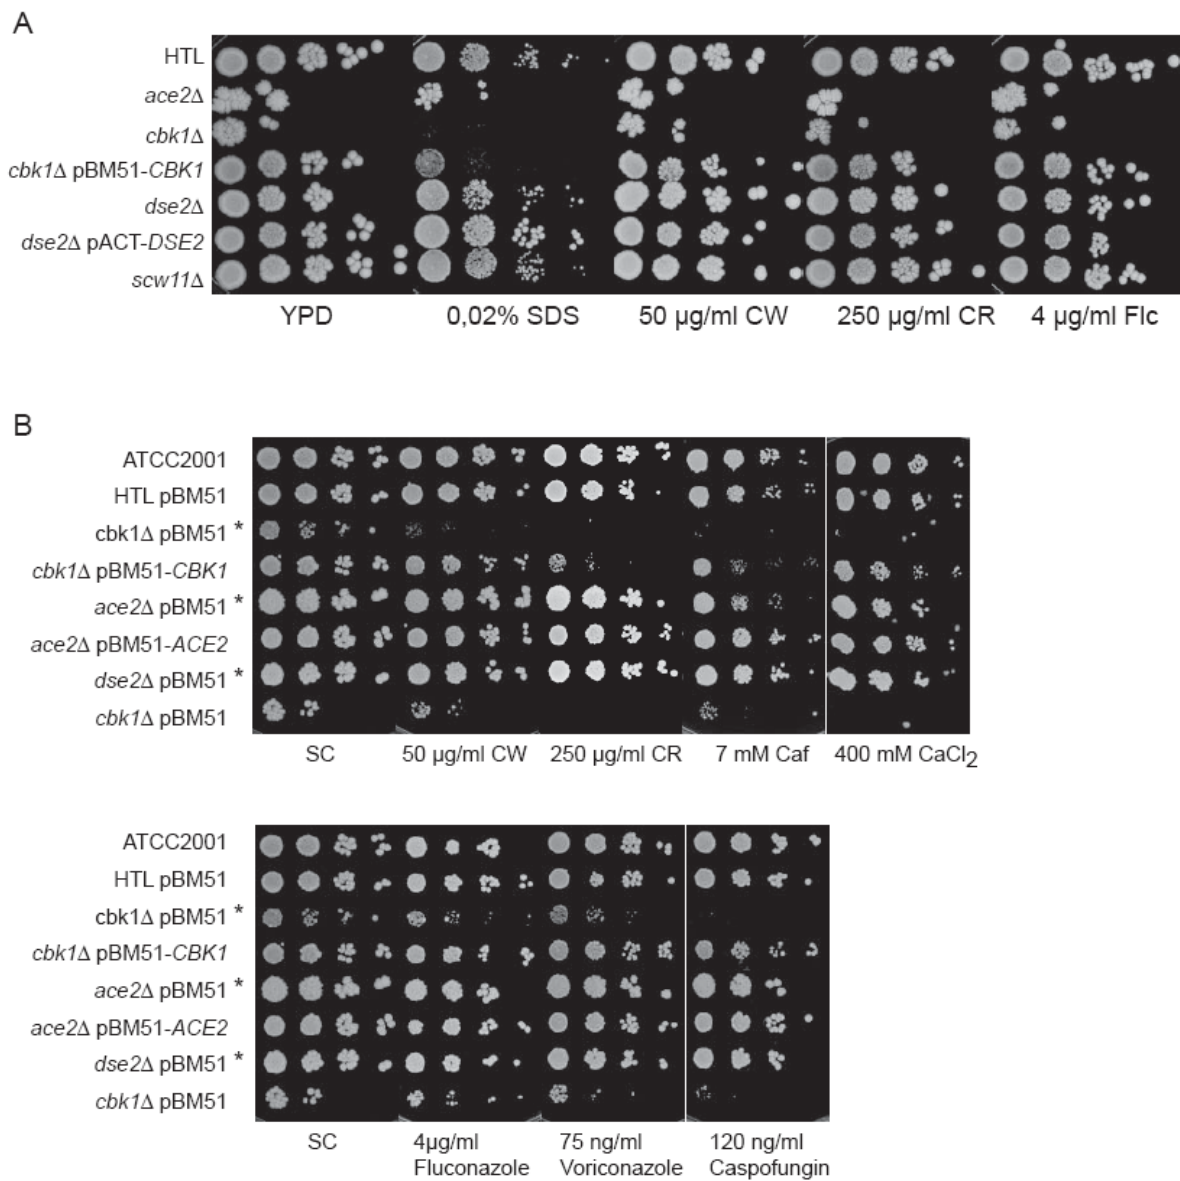 A
HTL
ace2Δ
cbk1Δ
cbk1Δ pBM51-CBK1
dse2Δ
dse2Δ pACT-DSE2
scw11Δ
YPD 0,02% SDS 50 µg/ml CW 250 µg/ml CR 4 µg/ml Flc
B
ATCC2001
HTL pBM51
cbk1Δ pBM51 *
cbk1Δ pBM51-CBK1
ace2Δ pBM51 *
ace2Δ pBM51-ACE2
dse2Δ pBM51 *
cbk1Δ pBM51
SC 50 µg/ml CW 250 µg/ml CR 7 mM Caf 400 mM CaCl2
ATCC2001
HTL pBM51
cbk1Δ pBM51 *
cbk1Δ pBM51-CBK1
ace2Δ pBM51 *
ace2Δ pBM51-ACE2
dse2Δ pBM51 *
cbk1Δ pBM51
SC 4µg/ml 75 ng/ml 120 ng/ml
Fluconazole Voriconazole Caspofungin